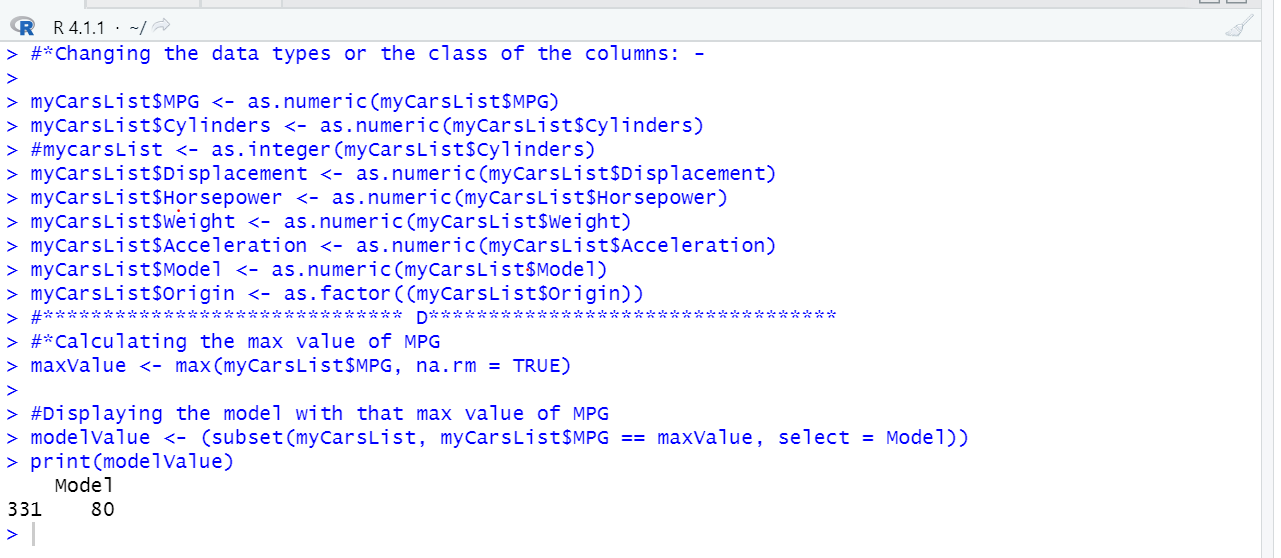 R R 4.1.1 · ~/
> #*Changing the data types or the class of the columns: -
>
> myCarsList$MPG <- as.numeric(myCarsList$MPG)
> myCarsList$Cylinders <- as.numeric(myCarsList$Cylinders)
> #mycarsList <- as.integer(myCarsList$Cylinders)
> myCarsList$Displacement <- as.numeric(myCarsList$Displacement)
> myCarsList$Horsepower <- as.numeric(myCarsList$Horsepower)
> myCarsList$Weight <- as.numeric(myCarsList$Weight)
> myCarsList$Acceleration <- as.numeric(myCarsList$Acceleration)
> myCarsList$Model <- as.numeric(myCarsList$Model)
> myCarsList$Origin <- as.factor((myCarsList$Origin))
> #****************************** D**********************************
> #*Calculating the max value of MPG
> maxValue <- max(myCarsList$MPG, na.rm = TRUE)
>
> #Displaying the model with that max value of MPG
> modelValue <- (subset(myCarsList, myCarsList$MPG == maxValue, select = Model))
> print(modelValue)
    Model
331    80
>